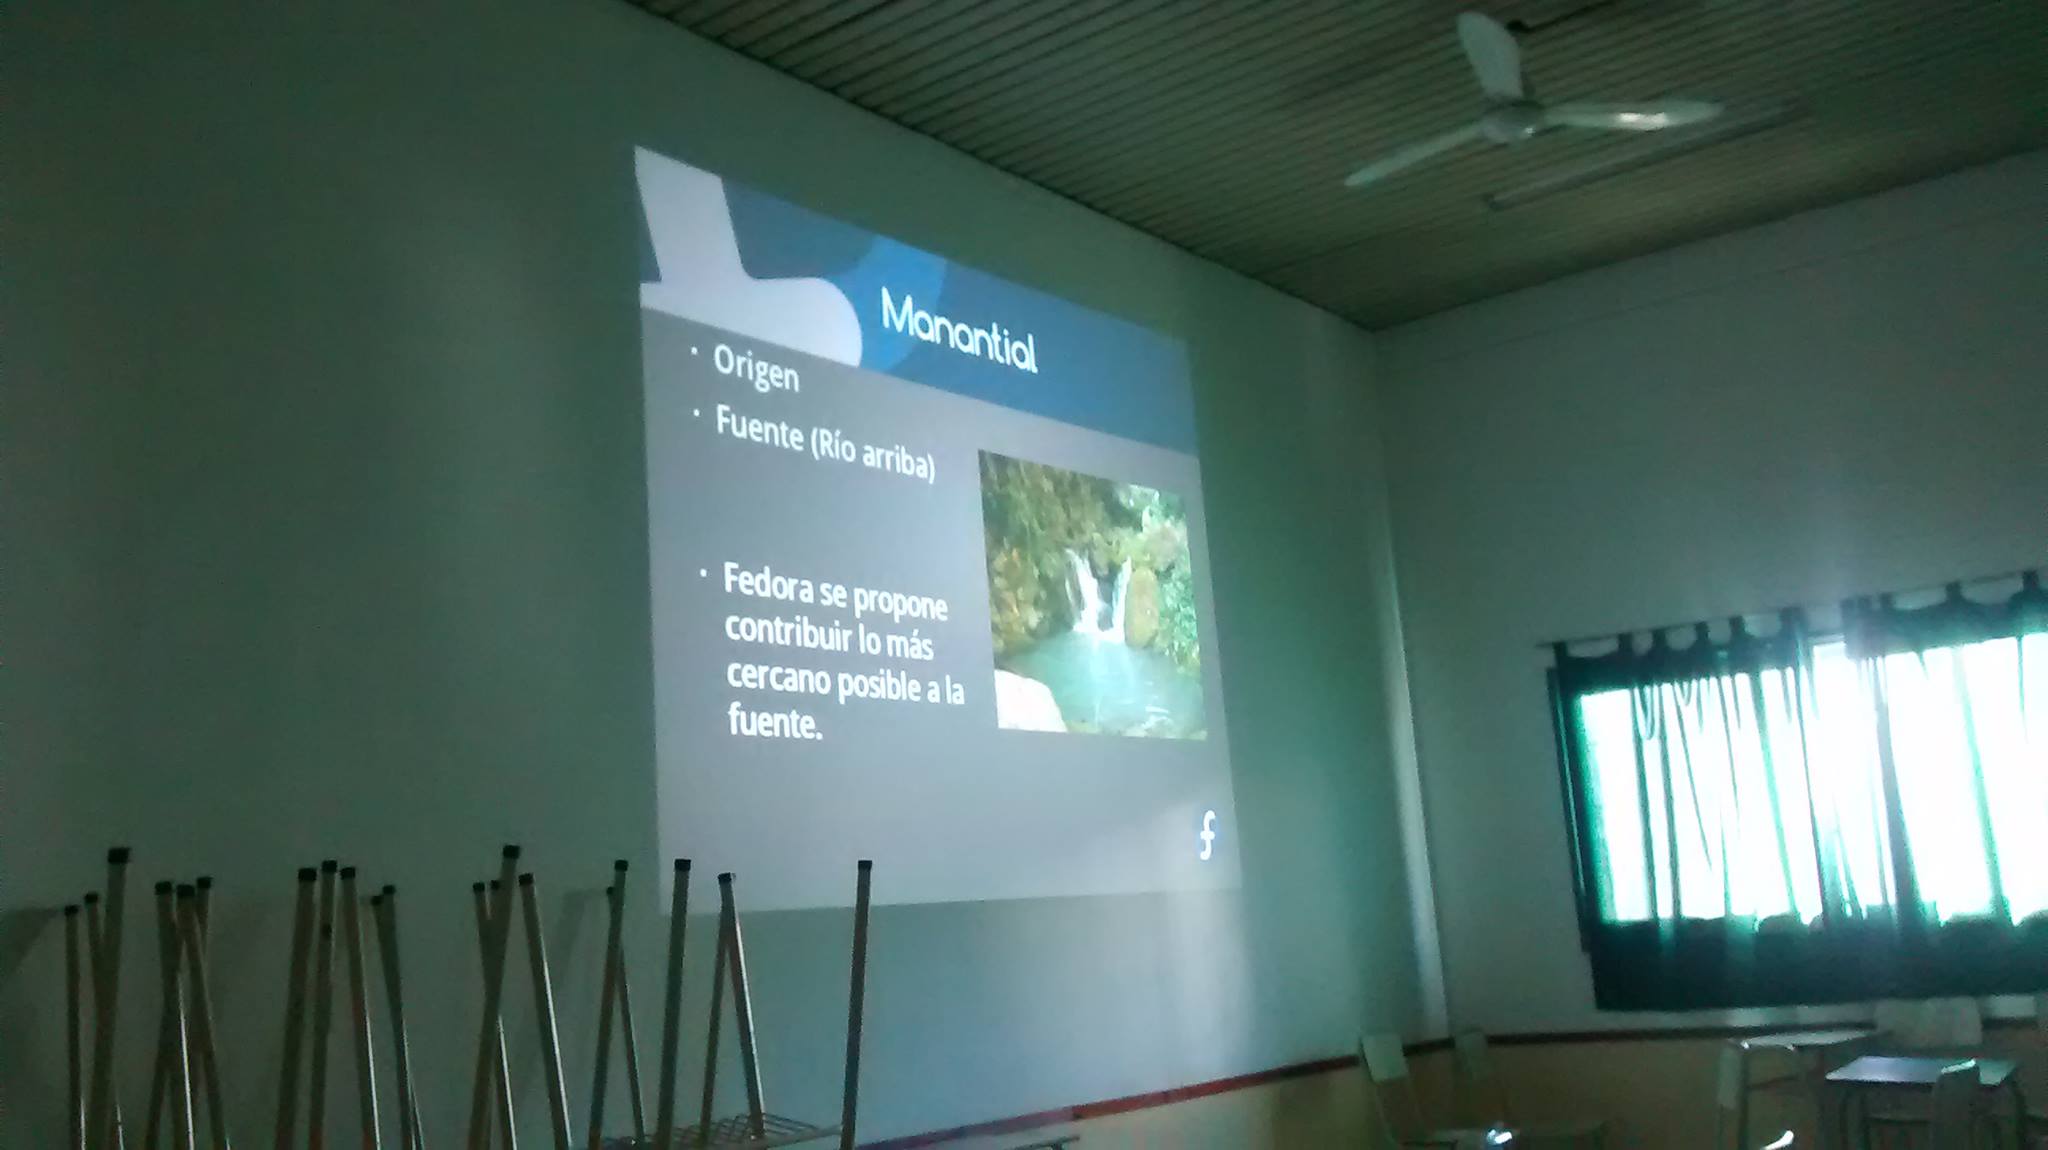 Manantial
· Origen
· Fuente (Río arriba)
· Fedora se propone
contribuir lo más
cercano posible a la
fuente.
f